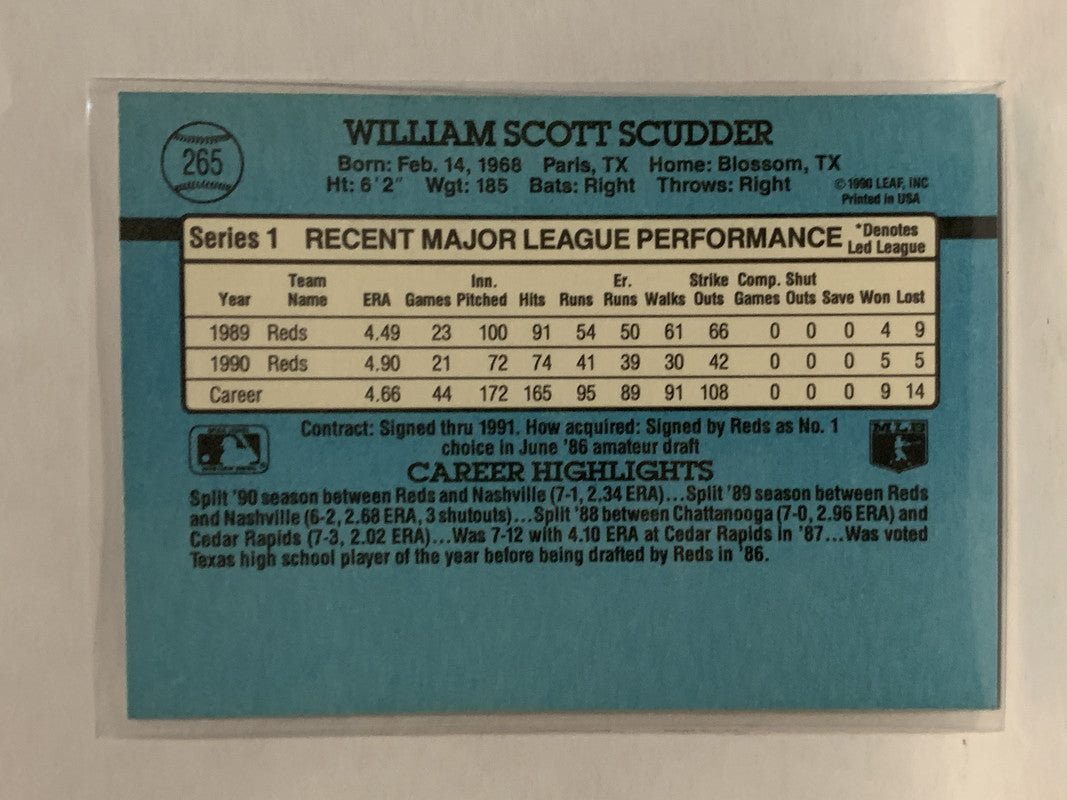 265
WILLIAM SCOTT SCUDDER
Born: Feb. 14, 1968 Paris, TX Home: Blossom, TX
Ht: 6'2" Wgt: 185 Bats: Right Throws: Right
© 1990 LEAF, INC
Printed in USA
Series 1 RECENT MAJOR LEAGUE PERFORMANCE
*Denotes
Led League
Team Inn. Er. Strike Comp. Shut
Year Name ERA Games Pitched Hits Runs Runs Walks Outs Games Outs Save Won Lost
1989 Reds 4.49 23 100 91 54 50 61 66 0 0 0 4 9
1990 Reds 4.90 21 72 74 41 39 30 42 0 0 0 5 5
Career 4.66 44 172 165 95 89 91 108 0 0 0 9 14
Contract: Signed thru 1991. How acquired: Signed by Reds as No. 1
choice in June '86 amateur draft
MLB
CAREER HIGHLIGHTS
Split '90 season between Reds and Nashville (7-1, 2.34 ERA)...Split '89 season between Reds
and Nashville (6-2, 2.68 ERA, 3 shutouts)...Split '88 between Chattanooga (7-0, 2.96 ERA) and
Cedar Rapids (7-3, 2.02 ERA)...Was 7-12 with 4.10 ERA at Cedar Rapids in '87...Was voted
Texas high school player of the year before being drafted by Reds in '86.